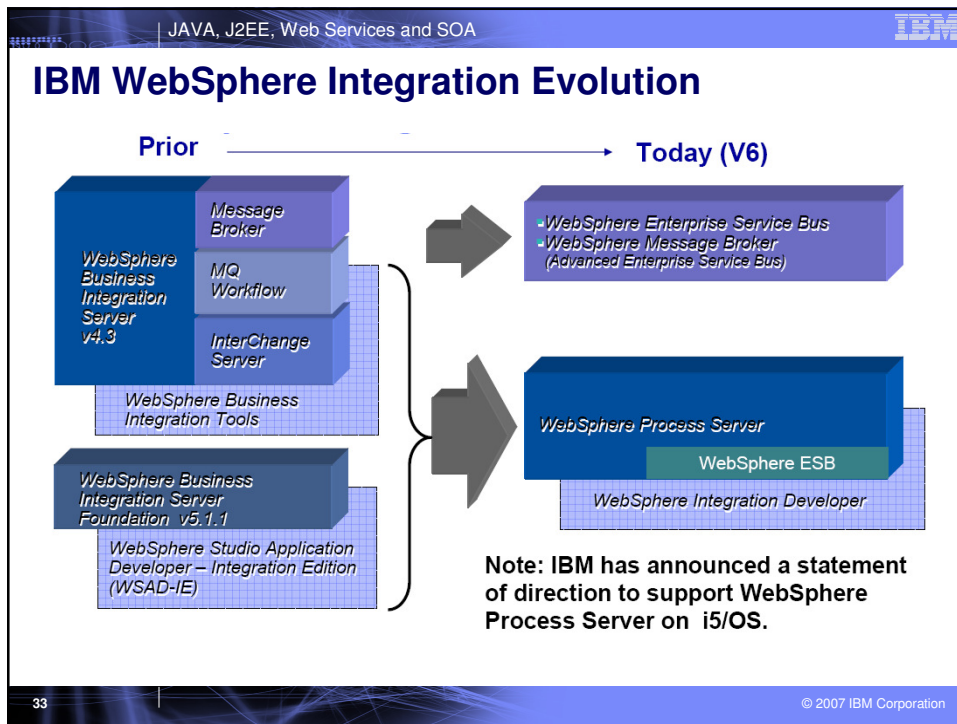 JAVA, J2EE, Web Services and SOA
IBM
IBM WebSphere Integration Evolution
Prior
Today (V6)
WebSphere
Business
Integration
Server
v4.3
Message
Broker
MQ
Workflow
InterChange
Server
WebSphere Business
Integration Tools
WebSphere Business
Integration Server
Foundation v5.1.1
WebSphere Studio Application
Developer – Integration Edition
(WSAD-IE)
WebSphere Enterprise Service Bus
WebSphere Message Broker
(Advanced Enterprise Service Bus)
WebSphere Process Server
WebSphere ESB
WebSphere Integration Developer
Note: IBM has announced a statement
of direction to support WebSphere
Process Server on i5/OS.
33
© 2007 IBM Corporation